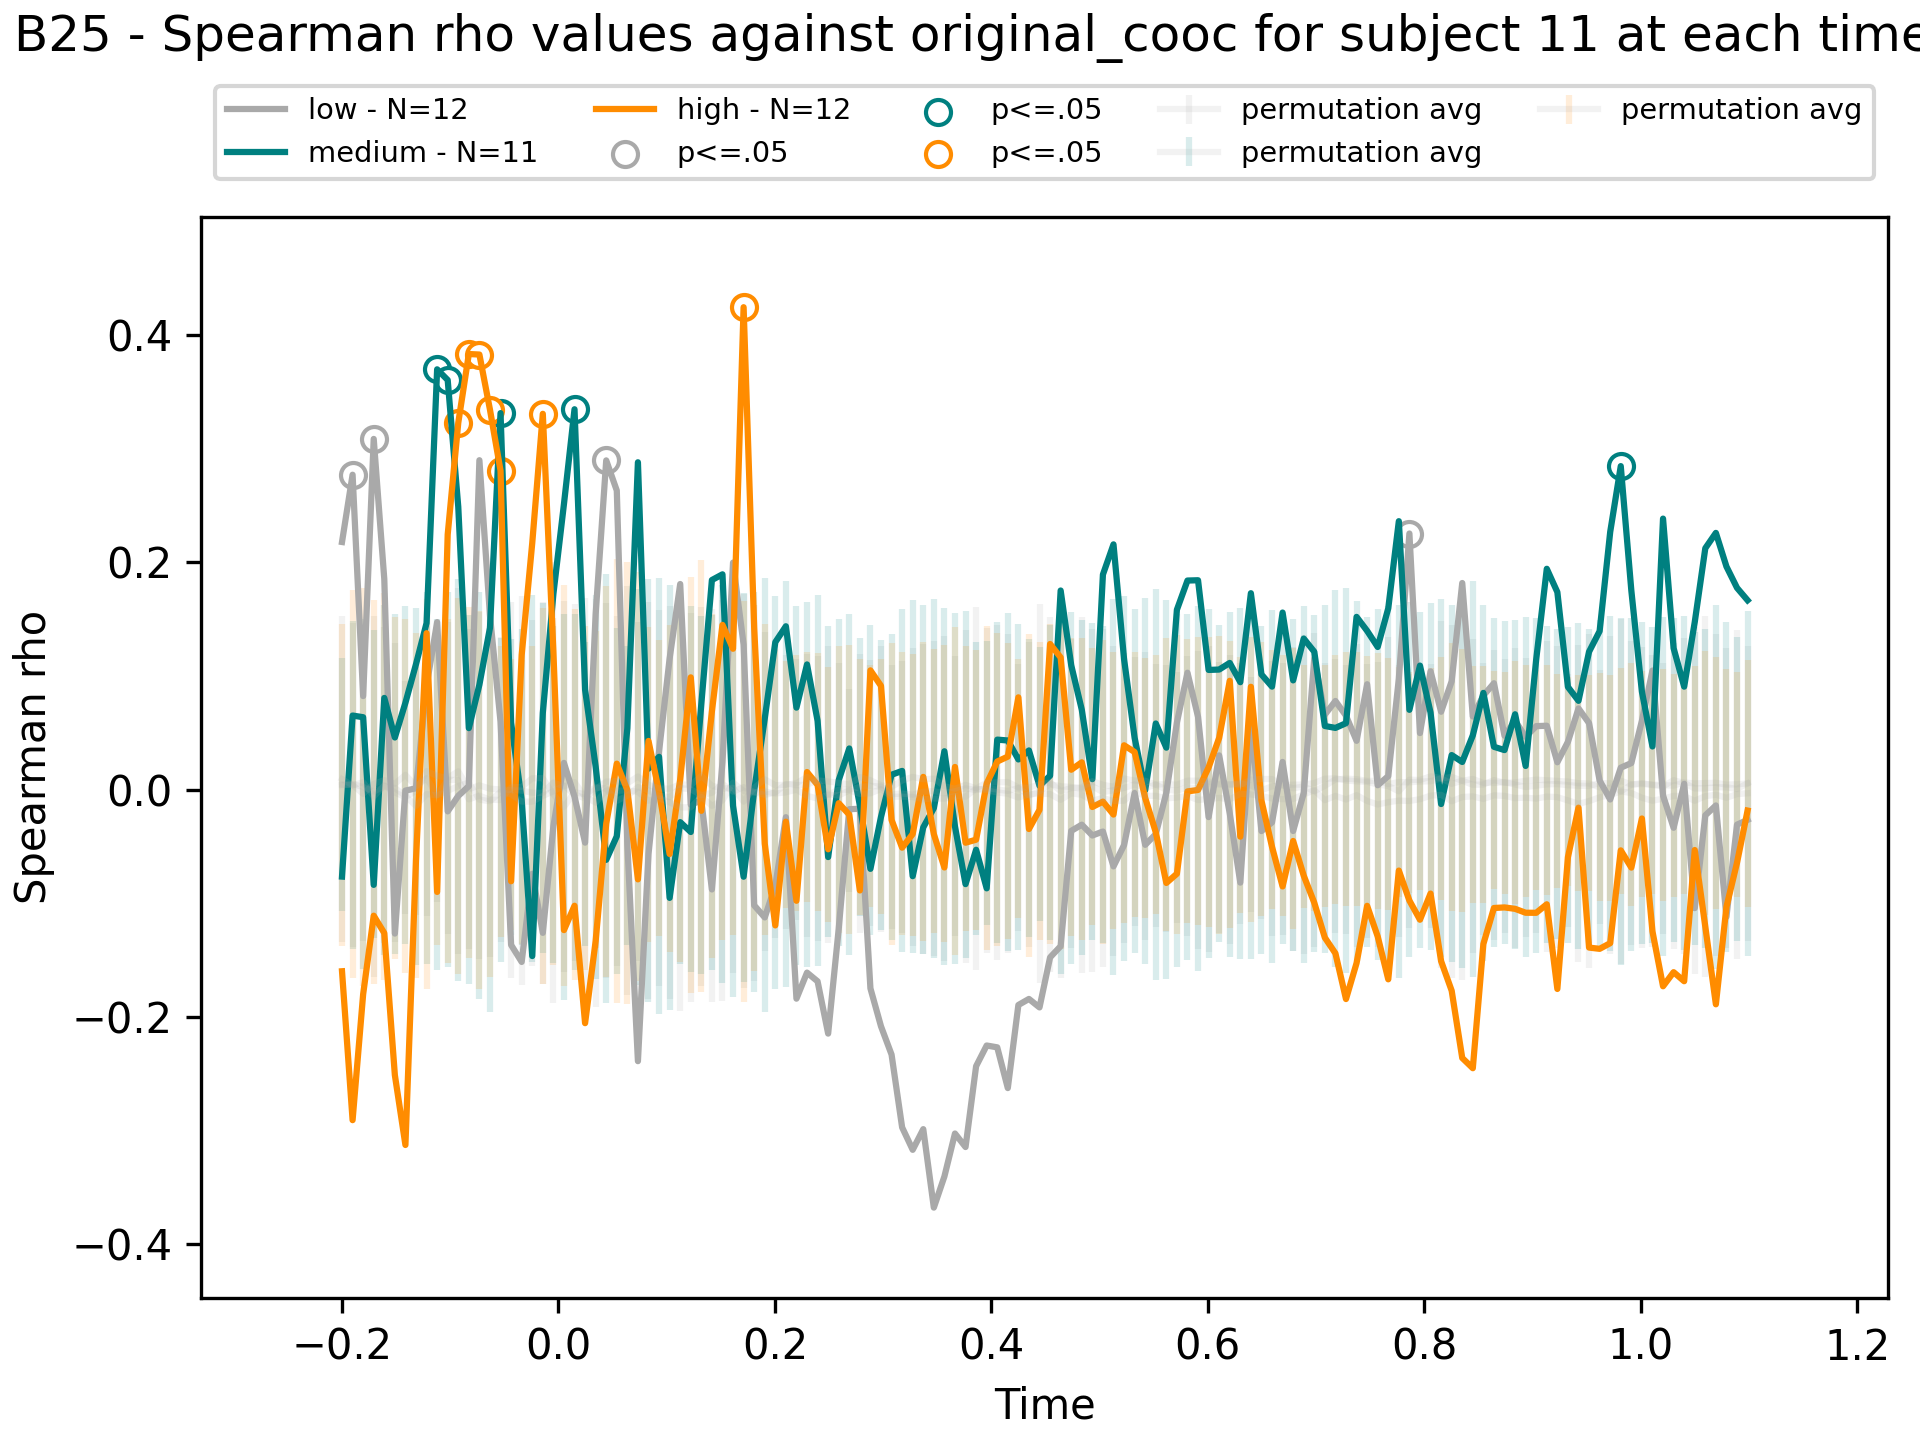 B25 - Spearman rho values against original_cooc for subject 11 at each time
low - N=12
medium - N=11
high - N=12
p<=.05
p<=.05
p<=.05
permutation avg
permutation avg
permutation avg
Spearman rho
0.4
0.2
0.0
−0.2
−0.4
−0.2 0.0 0.2 0.4 0.6 0.8 1.0 1.2
Time